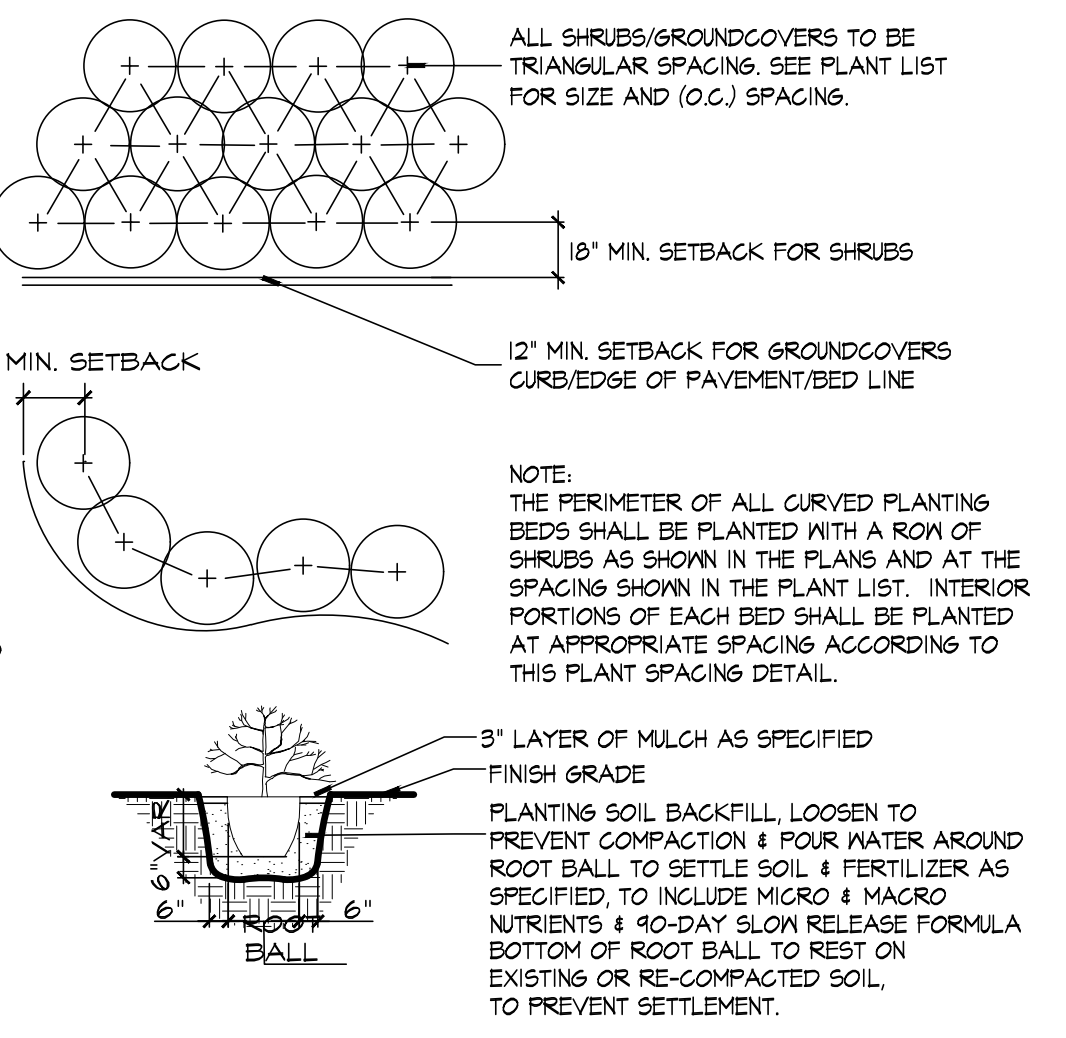 ALL SHRUBS/GROUNDCOVERS TO BE
TRIANGULAR SPACING. SEE PLANT LIST
FOR SIZE AND (O.C.) SPACING.
18" MIN. SETBACK FOR SHRUBS
12" MIN. SETBACK FOR GROUNDCOVERS
CURB/EDGE OF PAVEMENT/BED LINE
MIN. SETBACK
NOTE:
THE PERIMETER OF ALL CURVED PLANTING
BEDS SHALL BE PLANTED WITH A ROW OF
SHRUBS AS SHOWN IN THE PLANS AND AT THE
SPACING SHOWN IN THE PLANT LIST. INTERIOR
PORTIONS OF EACH BED SHALL BE PLANTED
AT APPROPRIATE SPACING ACCORDING TO
THIS PLANT SPACING DETAIL.
3" LAYER OF MULCH AS SPECIFIED
FINISH GRADE
PLANTING SOIL BACKFILL, LOOSEN TO
PREVENT COMPACTION & POUR WATER AROUND
ROOT BALL TO SETTLE SOIL & FERTILIZER AS
SPECIFIED, TO INCLUDE MICRO & MACRO
NUTRIENTS & 90-DAY SLOW RELEASE FORMULA
BOTTOM OF ROOT BALL TO REST ON
EXISTING OR RE-COMPACTED SOIL,
TO PREVENT SETTLEMENT.
VAR
6"
6"
6"
ROOT
BALL